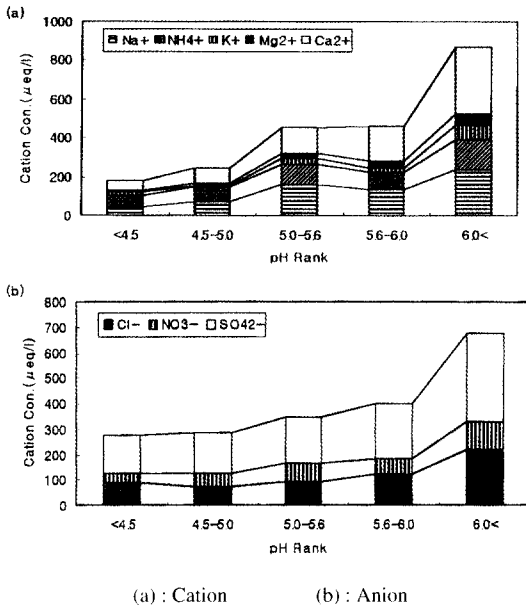 (a)
1000
800
600
400
200
0
Cation Con.(μeq/l)
Na+ NH4+ K+ Mg2+ Ca2+
<4.5 4.5-5.0 5.0-5.6 5.6-6.0 6.0<
pH Rank
(b)
800
700
600
500
400
300
200
100
0
Cation Con.(μeq/l)
Cl- NO3- SO42-
<4.5 4.5-5.0 5.0-5.6 5.6-6.0 6.0<
pH Rank
(a) : Cation (b) : Anion